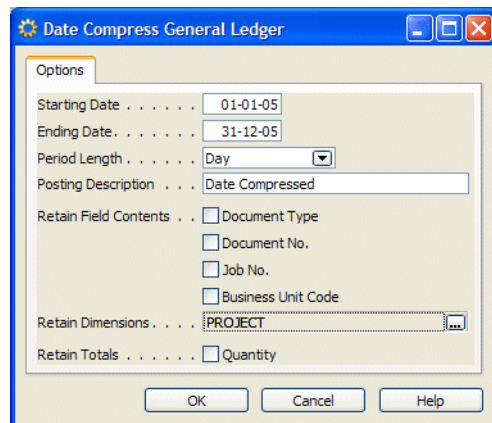 Date Compress General Ledger
Options
Starting Date . . . . . . 01-01-05
Ending Date. . . . . . . 31-12-05
Period Length . . . . . . Day
Posting Description . . . Date Compressed
Retain Field Contents . . Document Type
Document No.
Job No.
Business Unit Code
Retain Dimensions. . . . PROJECT ...
Retain Totals . . . . . . Quantity
OK Cancel Help